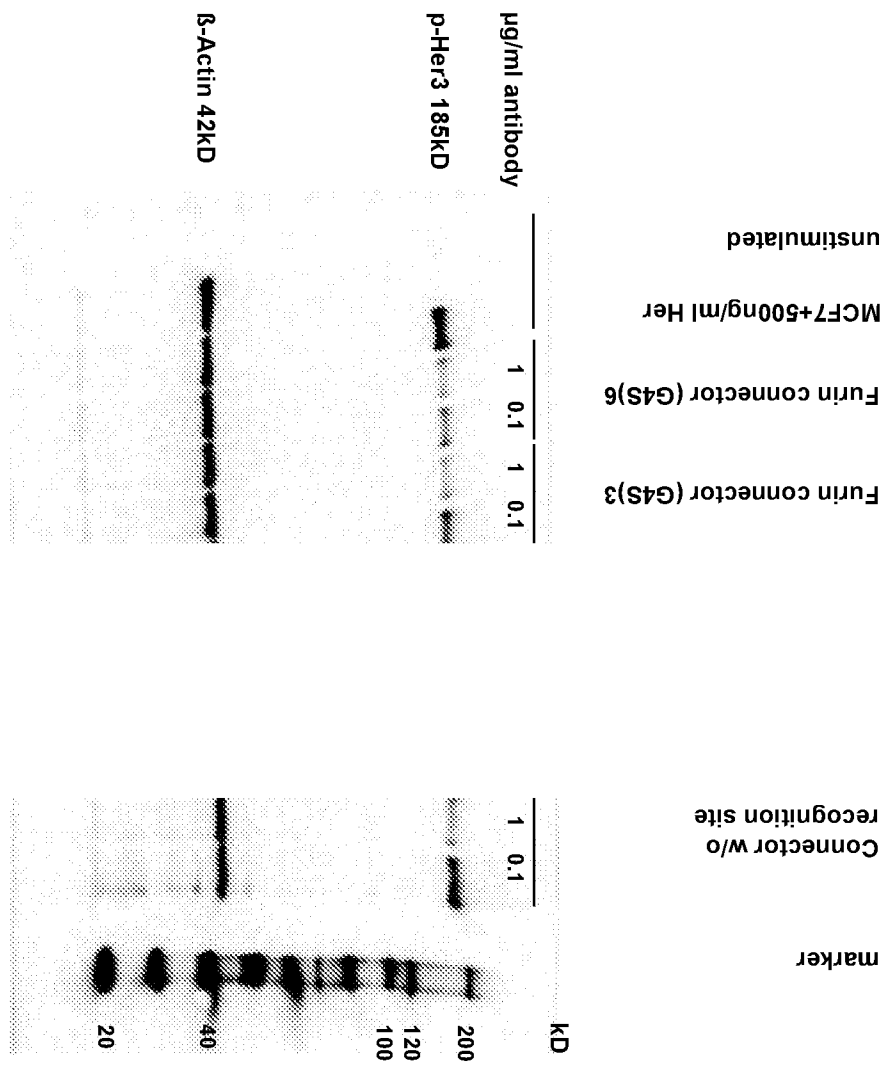 unstimulated
MCF7+500ng/ml Her
Furin connector (G4S)6
Furin connector (G4S)3
Connector w/o
recognition site
marker
µg/ml antibody
1
0.1
1
0.1
1
0.1
kD
p-Her3 185kD
200
120
100
ß-Actin 42kD
40
20